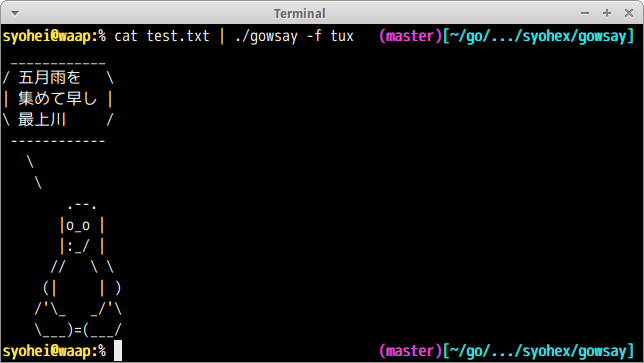 Terminal
syohei@waap:% cat test.txt | ./gowsay -f tux (master)[~/go/.../syohex/gowsay]
 ____________
/ 五月雨を   \
| 集めて早し |
\ 最上川     /
 ------------
   \
    \
        .--.
       |o_o |
       |:_/ |
      //   \ \
     (|     | )
    /'\_   _/'\
    \___)=(___/
syohei@waap:% (master)[~/go/.../syohex/gowsay]